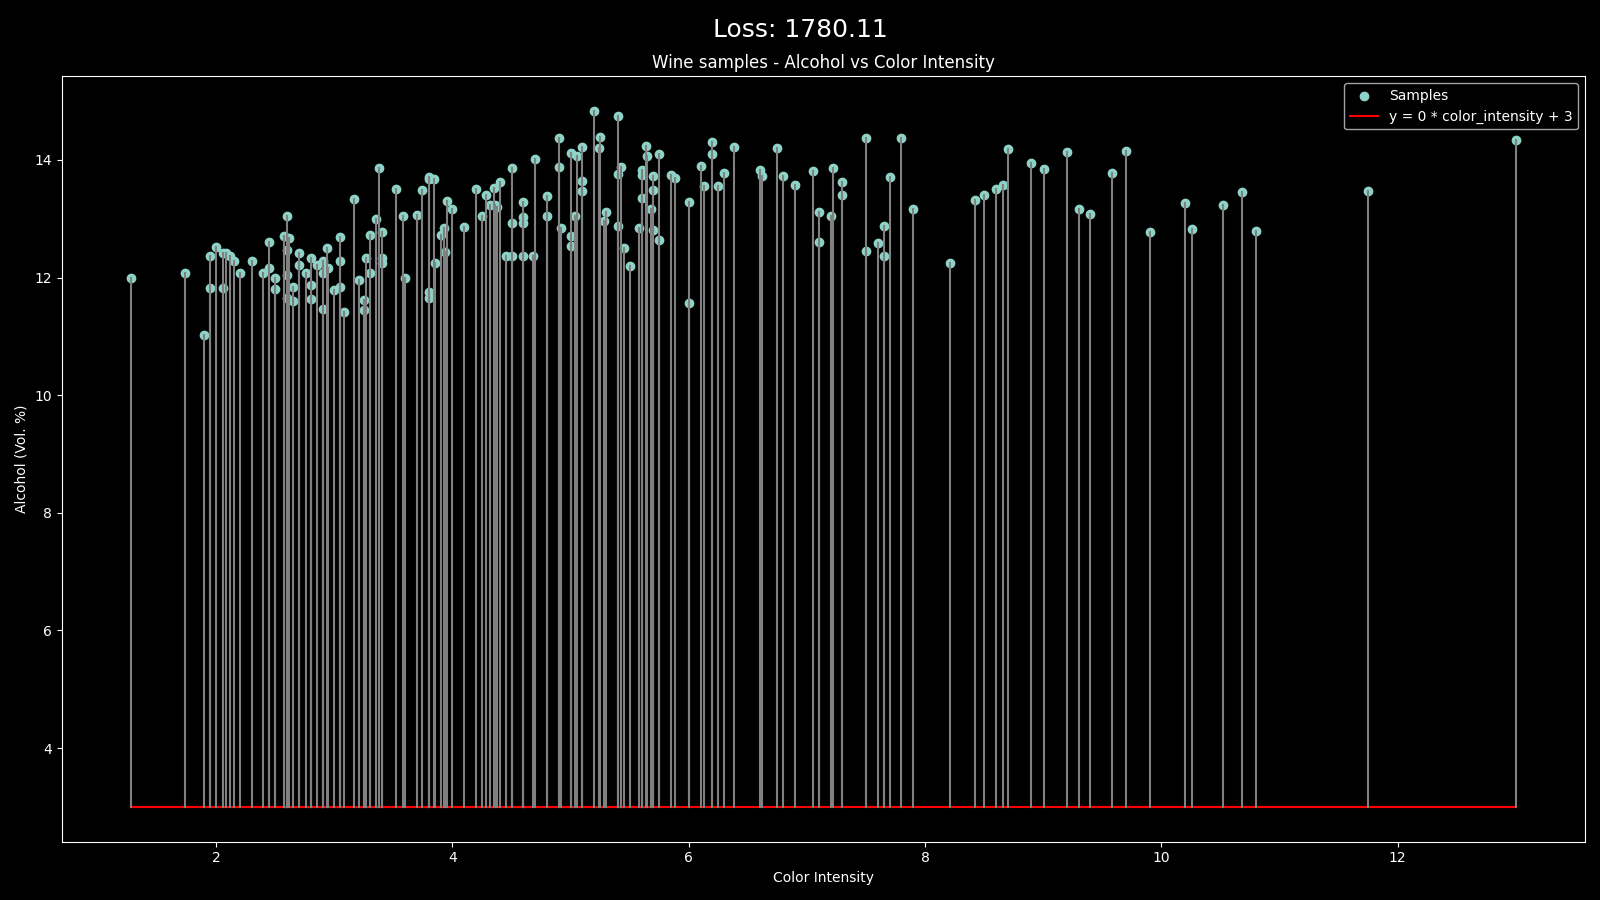 Loss: 1780.11
Wine samples - Alcohol vs Color Intensity
Samples
y = 0 * color_intensity + 3
14
12
10
8
6
4
Alcohol (Vol. %)
2 4 6 8 10 12
Color Intensity